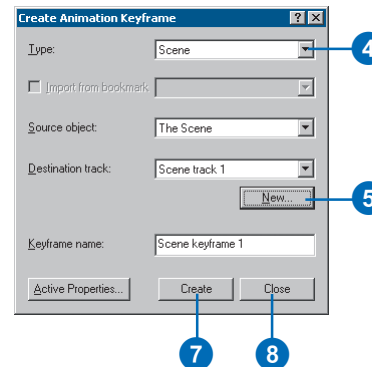 Create Animation Keyframe ? X
Type: Scene 4
Import from bookmark
Source object: The Scene
Destination track: Scene track 1
New... 5
Keyframe name: Scene keyframe 1
Active Properties... Create Close
7 8